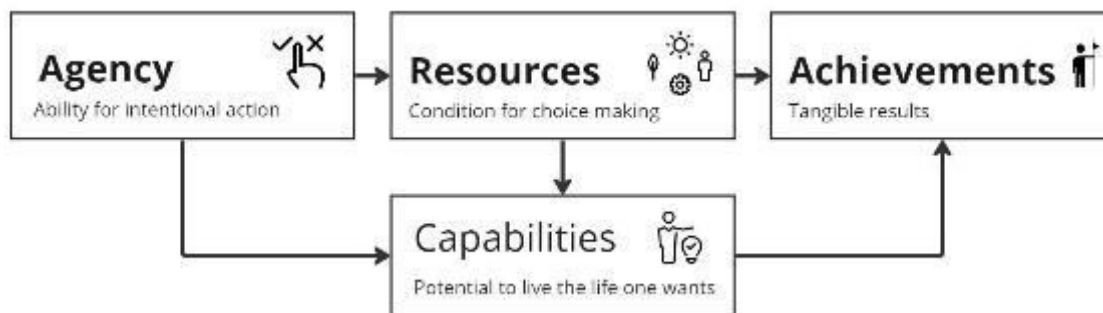 Agency
Ability for intentional action
Resources
Condition for choice making
Achievements
Tangible results
Capabilities
Potential to live the life one wants